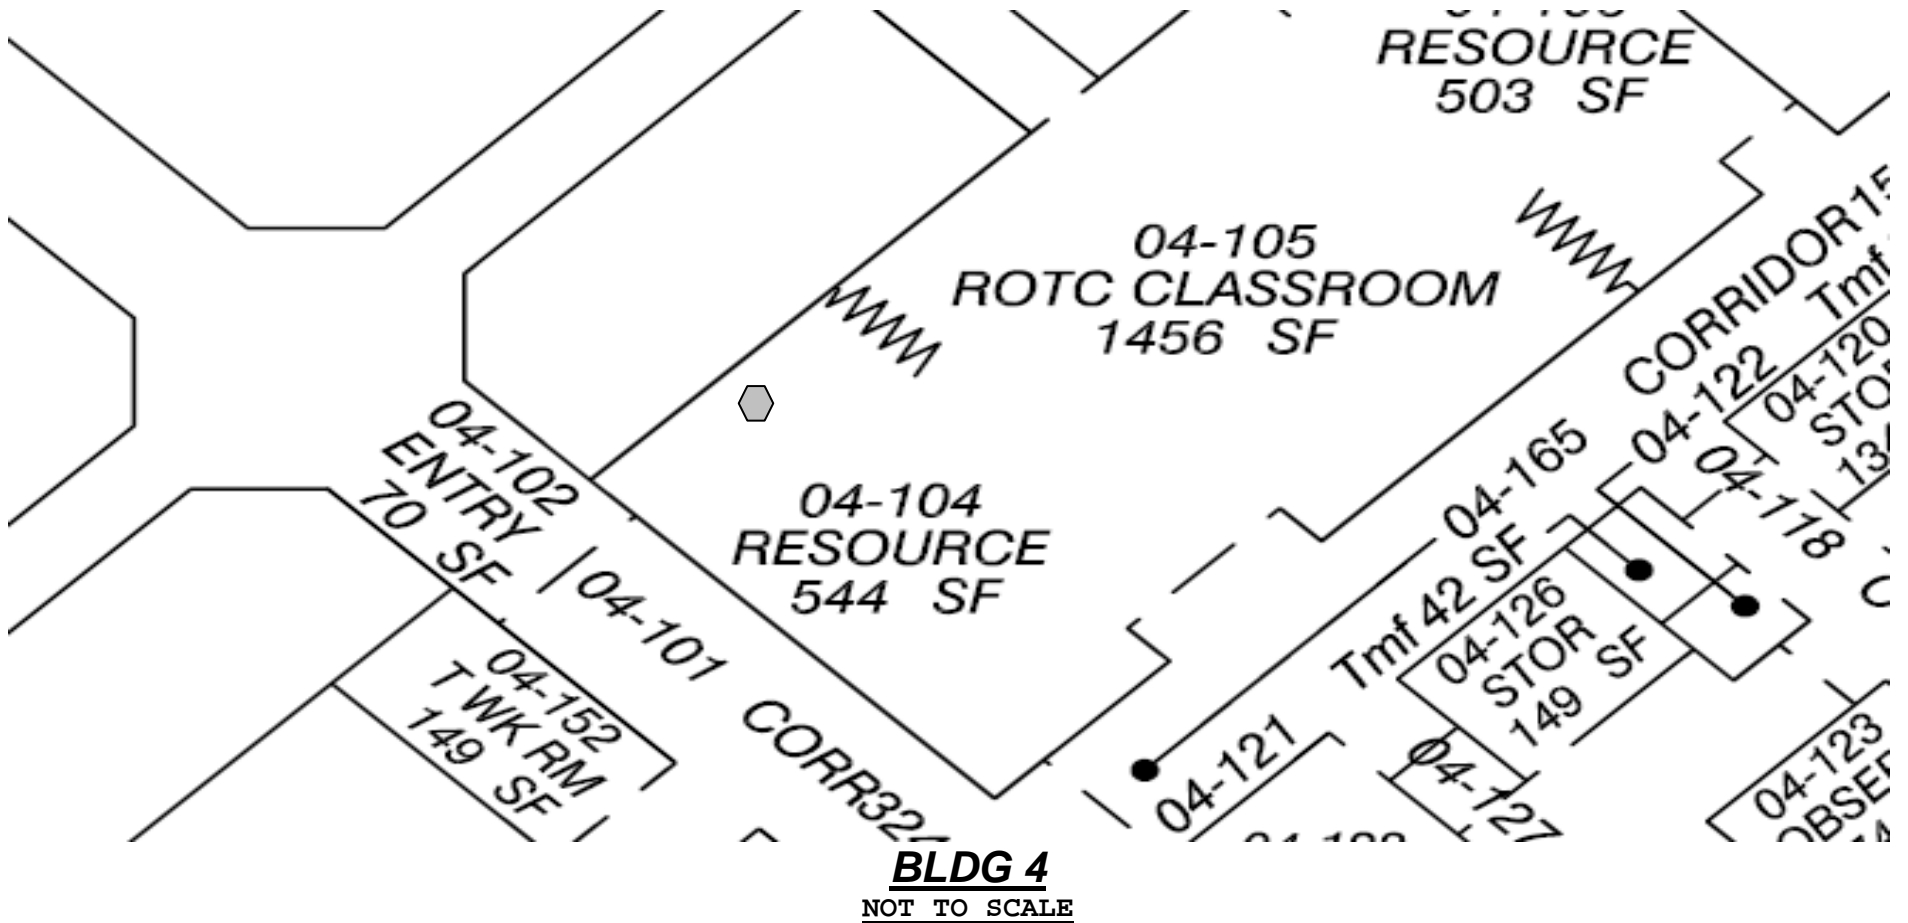 RESOURCE
503 SF
04-105
ROTC CLASSROOM
1456 SF
04-104
RESOURCE
544 SF
04-102
ENTRY
70 SF
04-101
04-152
T WK RM
149 SF
04-165
Tmf 42 SF
04-122
04-120
04-118
04-126
STOR
149 SF
04-121
04-127
04-123
BLDG 4
NOT TO SCALE